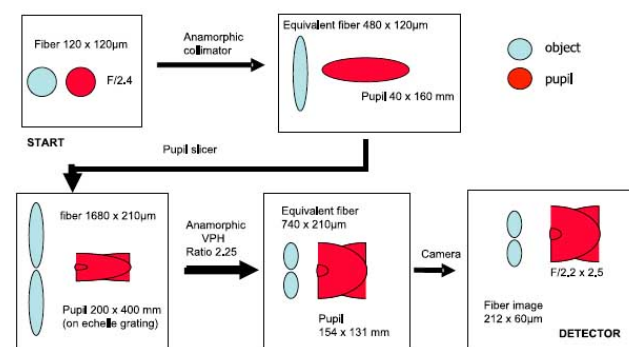 Fiber 120 x 120µm
F/2.4
START
Anamorphic
collimator
Equivalent fiber 480 x 120µm
Pupil 40 x 160 mm
object
pupil
Pupil slicer
fiber 1680 x 210µm
Pupil 200 x 400 mm
(on echelle grating)
Anamorphic
VPH
Ratio 2.25
Equivalent fiber
740 x 210µm
Pupil
154 x 131 mm
Camera
F/2,2 x 2,5
Fiber image
212 x 60µm
DETECTOR